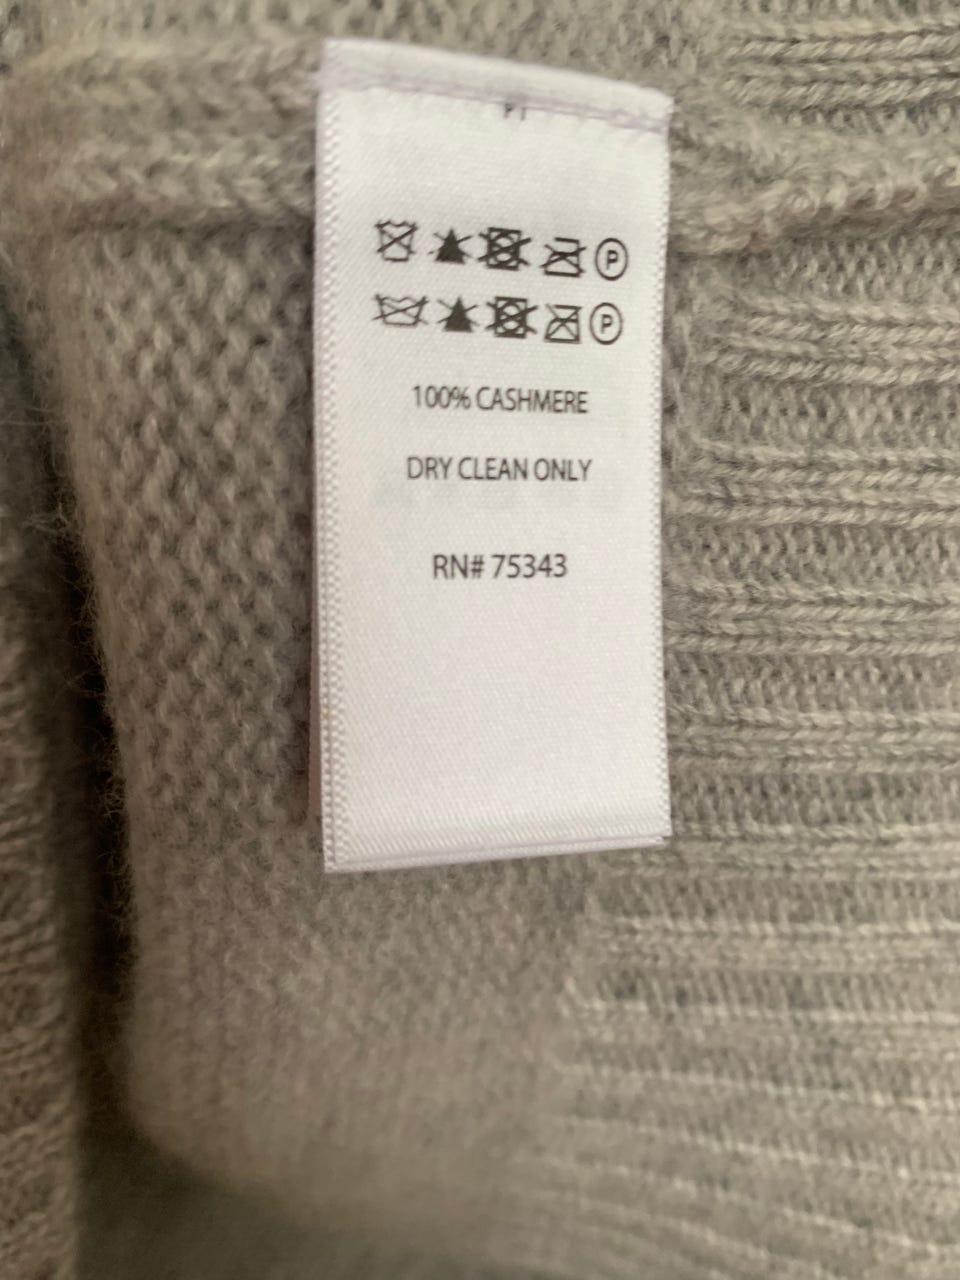 P
P
100% CASHMERE
DRY CLEAN ONLY
RN# 75343